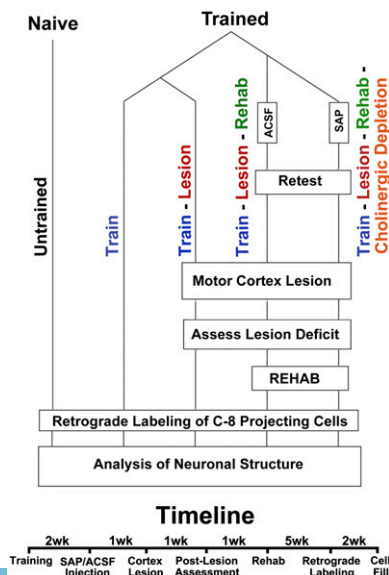 Naive
Trained
Untrained
Train
Train - Lesion
Train - Lesion - Rehab
ACSF
SAP
Train - Lesion - Rehab -
Cholinergic Depletion
Retest
Motor Cortex Lesion
Assess Lesion Deficit
REHAB
Retrograde Labeling of C-8 Projecting Cells
Analysis of Neuronal Structure
Timeline
2wk 1wk 1wk 1wk 5wk 2wk
Training SAP/ACSF Cortex Post-Lesion Rehab Retrograde Cell
Injection Lesion Assessment Labeling Fill